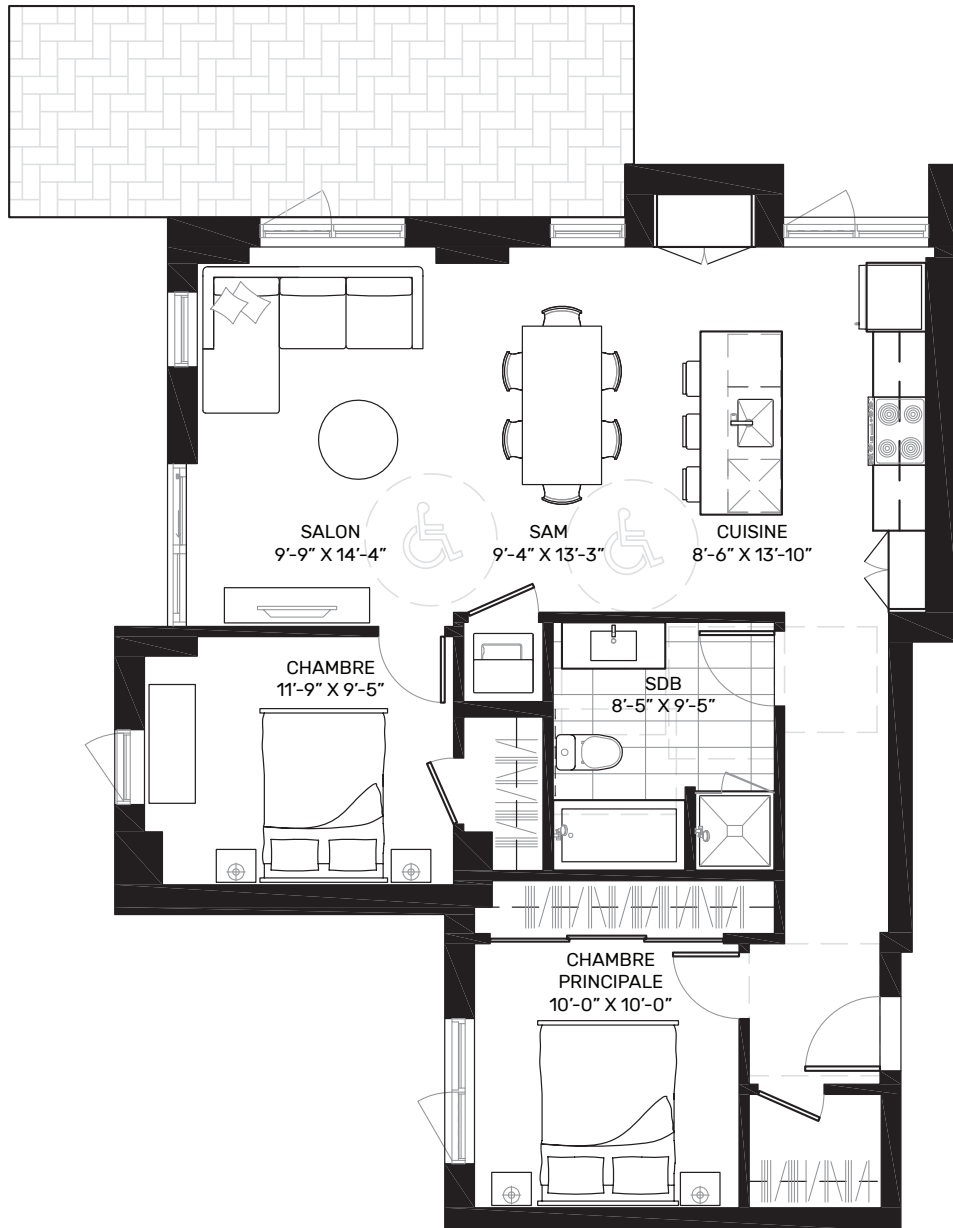 SALON
9'-9” X 14'-4”
SAM
9'-4” X 13'-3”
CUISINE
8'-6” X 13'-10”
CHAMBRE
11'-9” X 9'-5”
SDB
8'-5” X 9'-5”
CHAMBRE
PRINCIPALE
10'-0” X 10'-0”